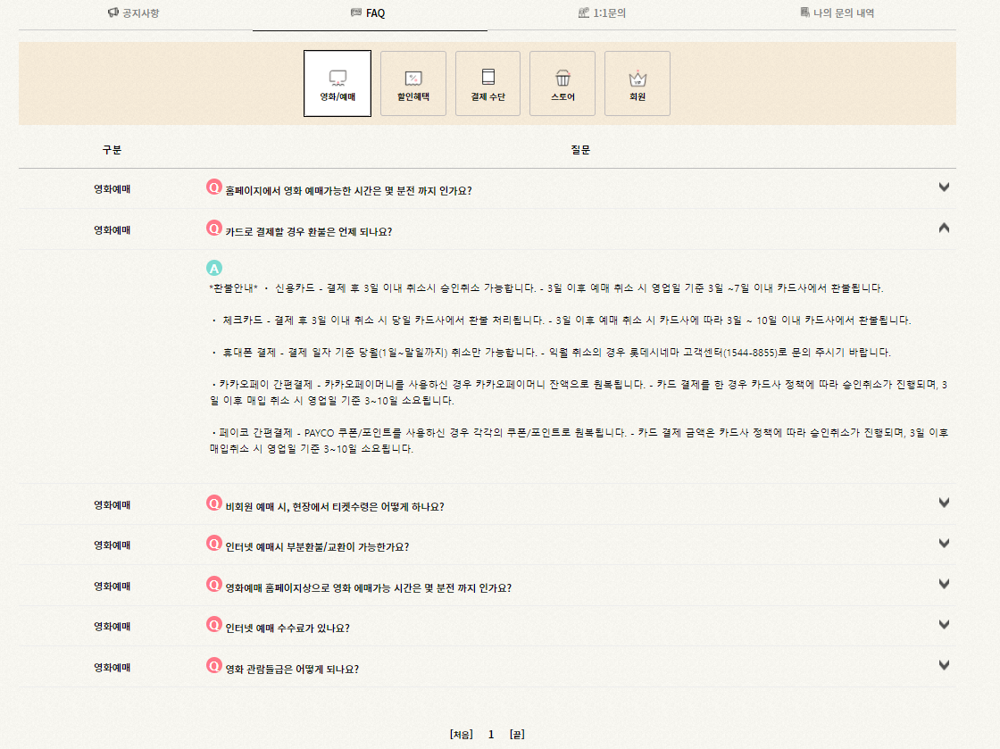 공지사항
FAQ
1:1문의
나의 문의 내역
영화/예매
할인혜택
결제 수단
스토어
VIP
회원
구분 질문
영화예매 Q 홈페이지에서 영화 예매가능한 시간은 몇 분전 까지 인가요?
영화예매 Q 카드로 결제할 경우 환불은 언제 되나요?
A
*환불안내* · 신용카드 - 결제 후 3일 이내 취소시 승인취소 가능합니다. - 3일 이후 예매 취소 시 영업일 기준 3일 ~7일 이내 카드사에서 환불됩니다.
· 체크카드 - 결제 후 3일 이내 취소 시 당일 카드사에서 환불 처리됩니다. - 3일 이후 예매 취소 시 카드사에 따라 3일 ~ 10일 이내 카드사에서 환불됩니다.
· 휴대폰 결제 - 결제 일자 기준 당월(1일~말일까지) 취소만 가능합니다. - 익월 취소의 경우 롯데시네마 고객센터(1544-8855)로 문의 주시기 바랍니다.
·카카오페이 간편결제 - 카카오페이머니를 사용하신 경우 카카오페이머니 잔액으로 원복됩니다. - 카드 결제를 한 경우 카드사 정책에 따라 승인취소가 진행되며, 3
일 이후 매입 취소 시 영업일 기준 3~10일 소요됩니다.
·페이코 간편결제 - PAYCO 쿠폰/포인트를 사용하신 경우 각각의 쿠폰/포인트로 원복됩니다. - 카드 결제 금액은 카드사 정책에 따라 승인취소가 진행되며, 3일 이후
매입취소 시 영업일 기준 3~10일 소요됩니다.
영화예매 Q 비회원 예매 시, 현장에서 티켓수령은 어떻게 하나요?
영화예매 Q 인터넷 예매시 부분환불/교환이 가능한가요?
영화예매 Q 영화예매 홈페이지상으로 영화 에매가능 시간은 몇 분전 까지 인가요?
영화예매 Q 인터넷 예매 수수료가 있나요?
영화예매 Q 영화 관람들급은 어떻게 되나요?
[처음] 1 [끝]